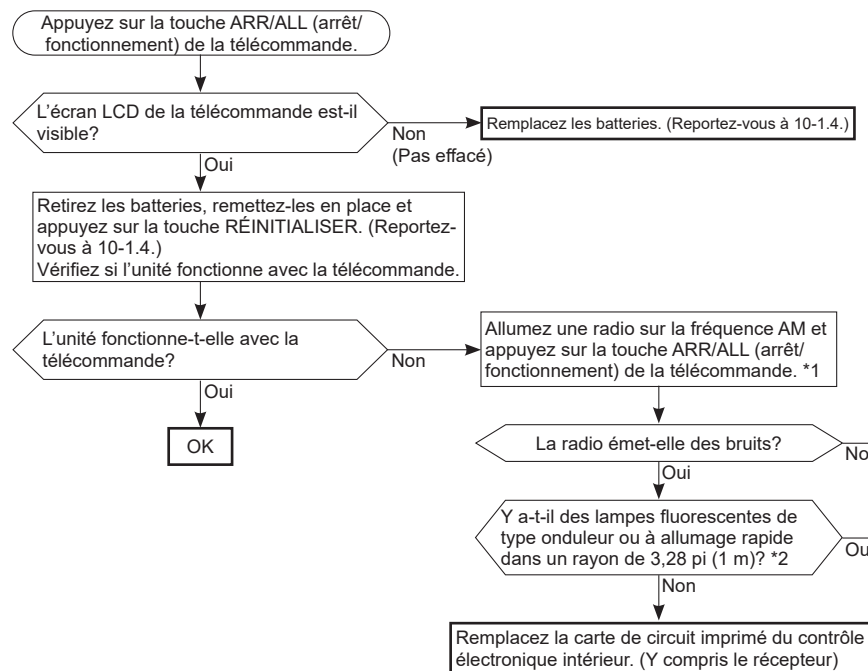 Appuyez sur la touche ARR/ALL (arrêt/
fonctionnement) de la télécommande.
L'écran LCD de la télécommande est-il
visible?
Non
(Pas effacé)
Remplacez les batteries. (Reportez-vous à 10-1.4.)
Oui
Retirez les batteries, remettez-les en place et
appuyez sur la touche RÉINITIALISER. (Reportez-
vous à 10-1.4.)
Vérifiez si l'unité fonctionne avec la télécommande.
L'unité fonctionne-t-elle avec la
télécommande?
Non
Oui
OK
Allumez une radio sur la fréquence AM et
appuyez sur la touche ARR/ALL (arrêt/
fonctionnement) de la télécommande. *1
La radio émet-elle des bruits?
Oui
Y a-t-il des lampes fluorescentes de
type onduleur ou à allumage rapide
dans un rayon de 3,28 pi (1 m)? *2
Non
Remplacez la carte de circuit imprimé du contrôle
électronique intérieur. (Y compris le récepteur)